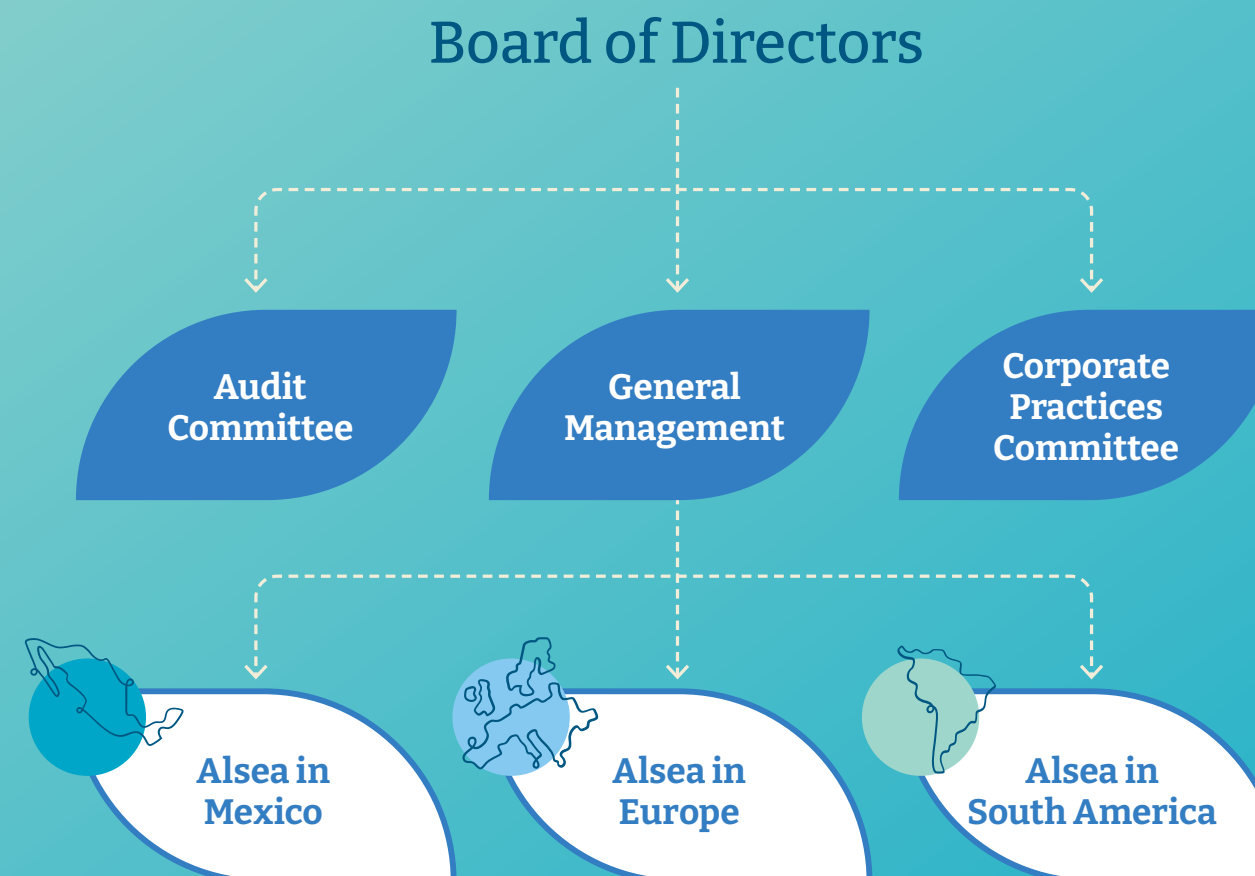 Board of Directors
Audit
Committee
General
Management
Corporate
Practices
Committee
Alsea in
Mexico
Alsea in
Europe
Alsea in
South America